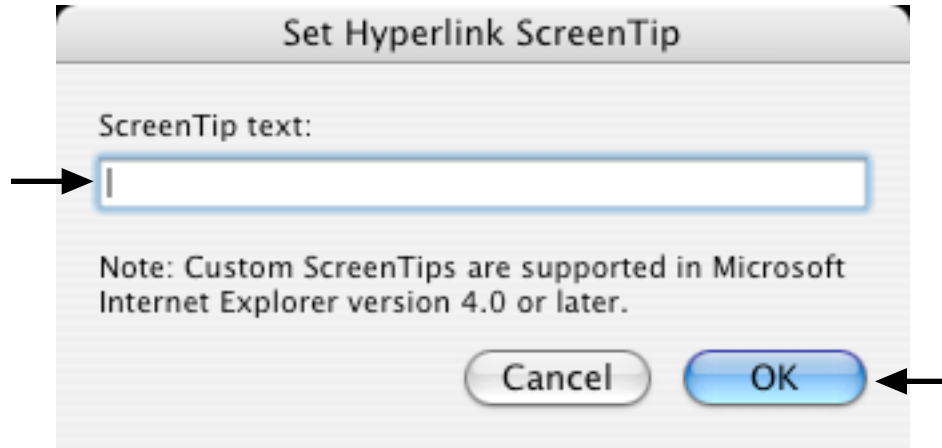 Set Hyperlink ScreenTip
ScreenTip text:
Note: Custom ScreenTips are supported in Microsoft
Internet Explorer version 4.0 or later.
Cancel OK